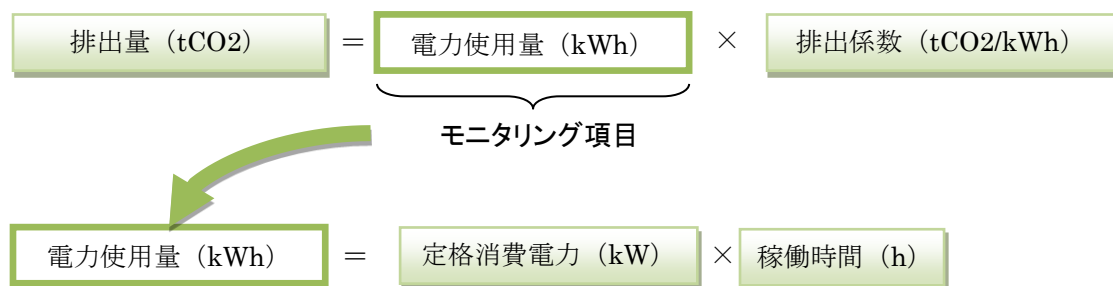 排出量（tCO2） ＝ 電力使用量（kWh） × 排出係数（tCO2/kWh）
モニタリング項目
電力使用量（kWh） ＝ 定格消費電力（kW） × 稼働時間（h）